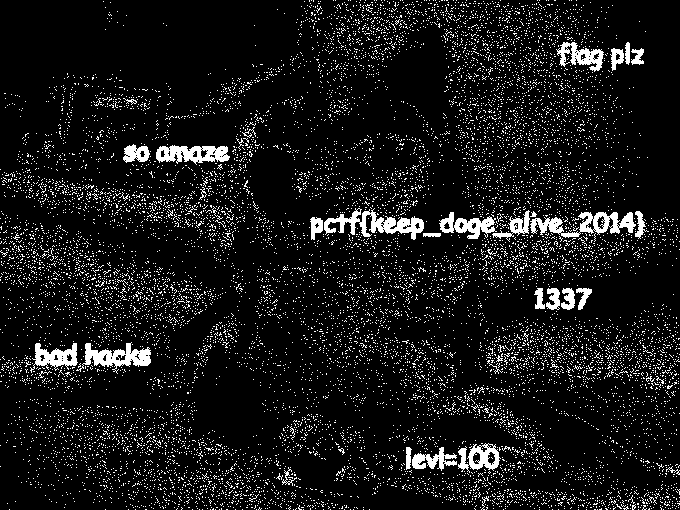 flag plz
so amaze
pctf{keep_doge_alive_2014}
1337
bad hacks
levl=100